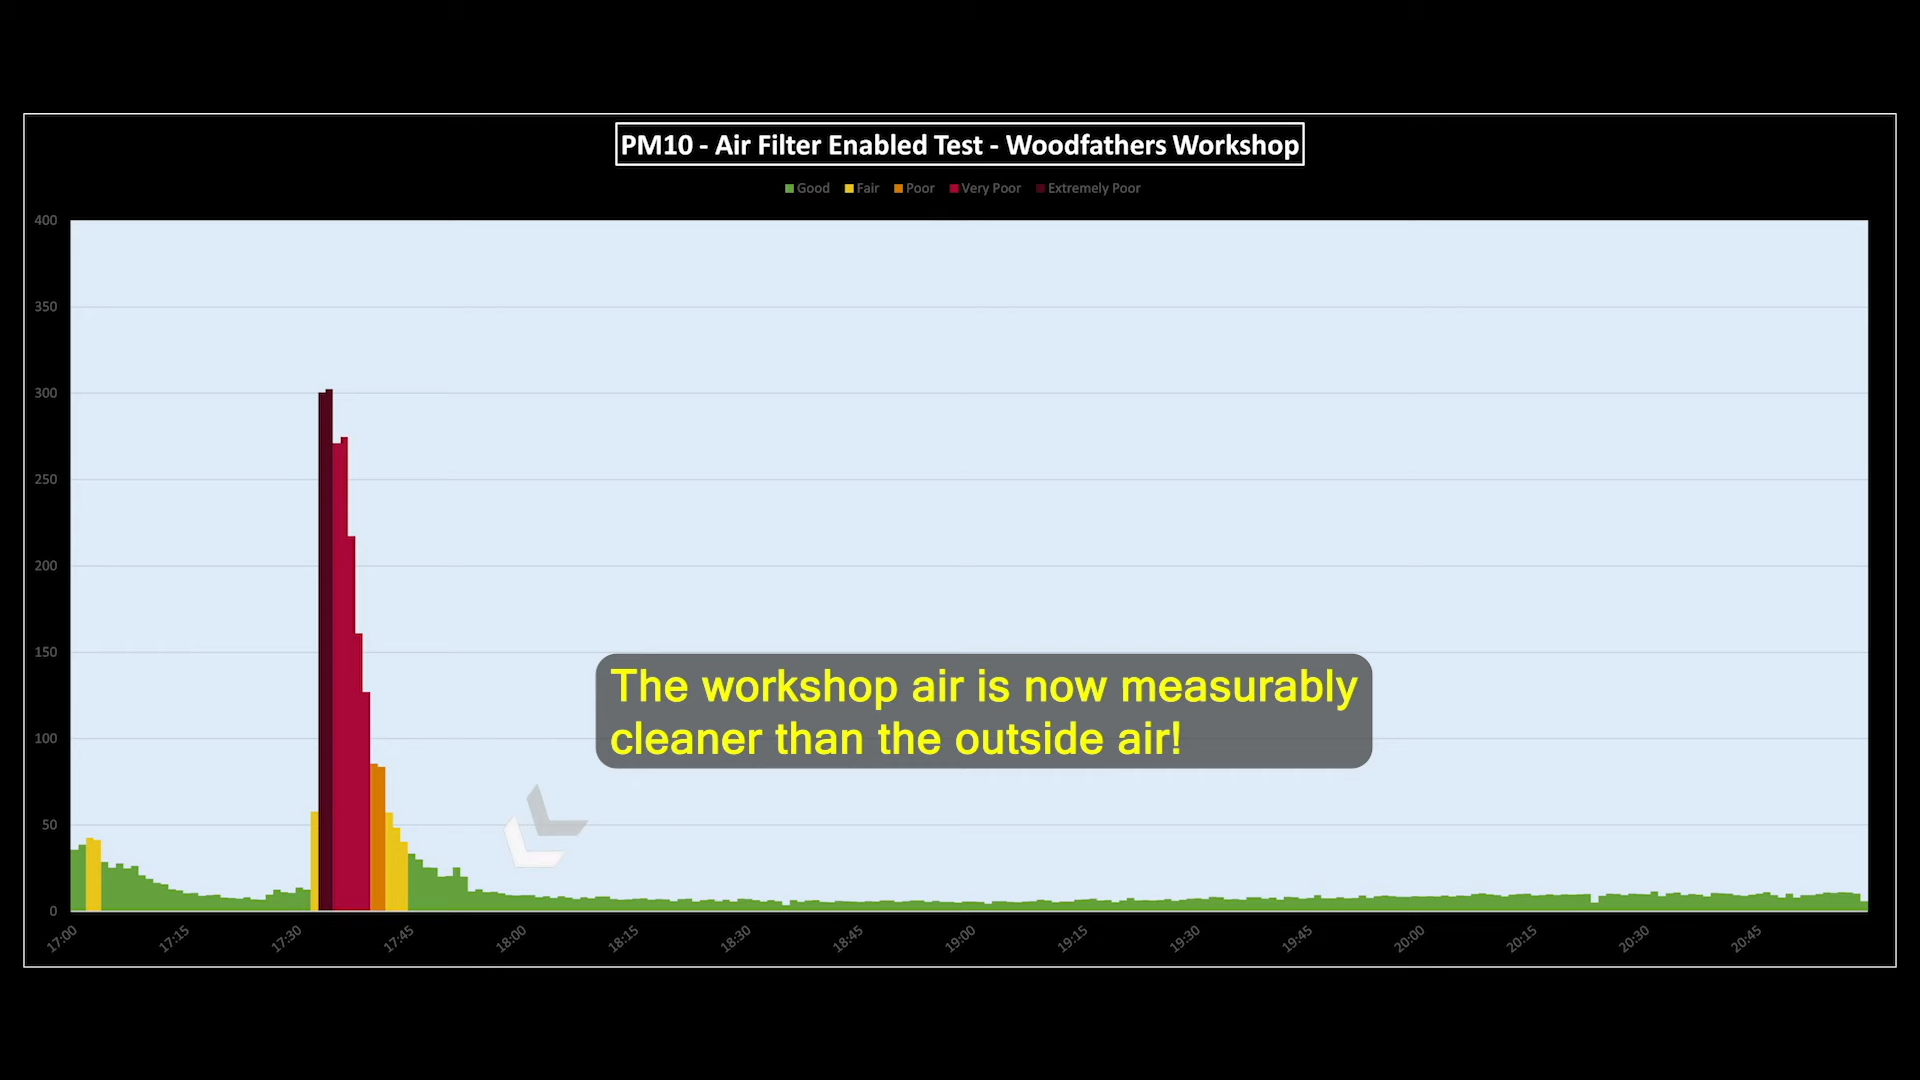 PM10 - Air Filter Enabled Test - Woodfathers Workshop
Good Fair Poor Very Poor Extremely Poor
400
350
300
250
200
150
100
50
0
The workshop air is now measurably
cleaner than the outside air!
17:00 17:15 17:30 17:45 18:00 18:15 18:30 18:45 19:00 19:15 19:30 19:45 20:00 20:15 20:30 20:45